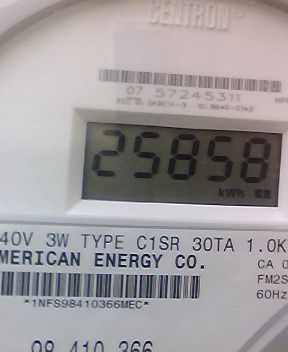 CENTRON®
07 57245311
25858
kWh
40V 3W TYPE C1SR 30TA 1.0K
MERICAN ENERGY CO.
CA 0
FM2S
60Hz
*1NFS98410366MEC*
98 410 366